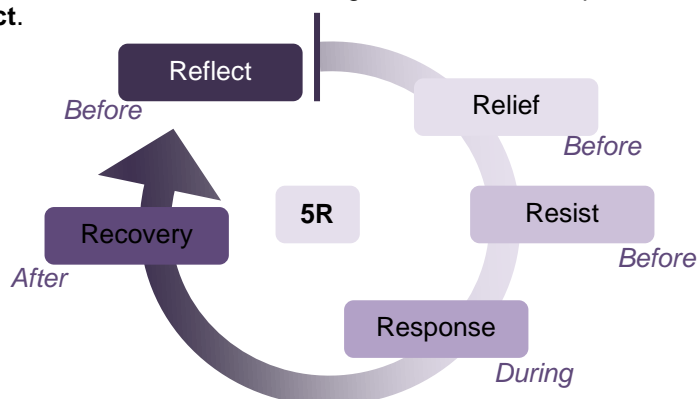 ct.
Reflect
Before
Relief
Before
Resist
Before
5R
Recovery
After
Response
During